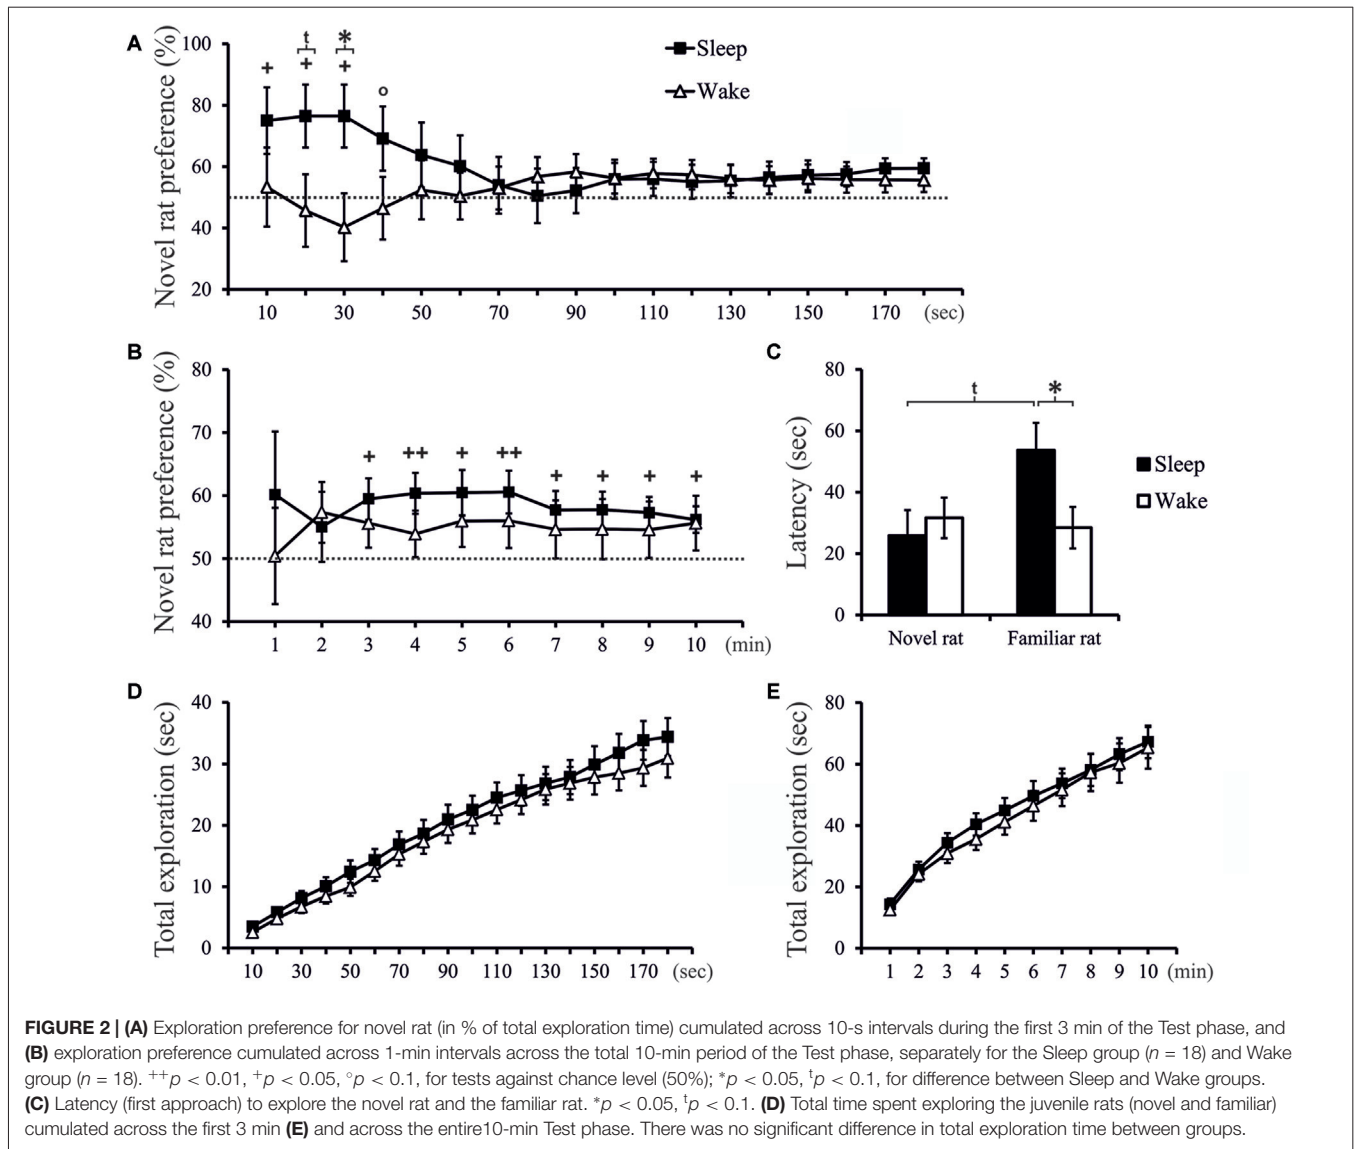 A
Novel rat preference (%)
100
80
60
40
20
t
*
+
+
+
o
Sleep
Wake
10 30 50 70 90 110 130 150 170 (sec)
B
Novel rat preference (%)
80
70
60
50
40
+ ++ + ++ + + + +
1 2 3 4 5 6 7 8 9 10 (min)
C
Latency (sec)
80
60
40
20
0
t
*
Sleep
Wake
Novel rat Familiar rat
D
Total exploration (sec)
40
30
20
10
0
10 30 50 70 90 110 130 150 170 (sec)
E
Total exploration (sec)
80
60
40
20
0
1 2 3 4 5 6 7 8 9 10 (min)
FIGURE 2 | (A) Exploration preference for novel rat (in % of total exploration time) cumulated across 10-s intervals during the first 3 min of the Test phase, and
(B) exploration preference cumulated across 1-min intervals across the total 10-min period of the Test phase, separately for the Sleep group (n = 18) and Wake
group (n = 18). ++p < 0.01, +p < 0.05, °p < 0.1, for tests against chance level (50%); *p < 0.05, tp < 0.1, for difference between Sleep and Wake groups.
(C) Latency (first approach) to explore the novel rat and the familiar rat. *p < 0.05, tp < 0.1. (D) Total time spent exploring the juvenile rats (novel and familiar)
cumulated across the first 3 min (E) and across the entire10-min Test phase. There was no significant difference in total exploration time between groups.